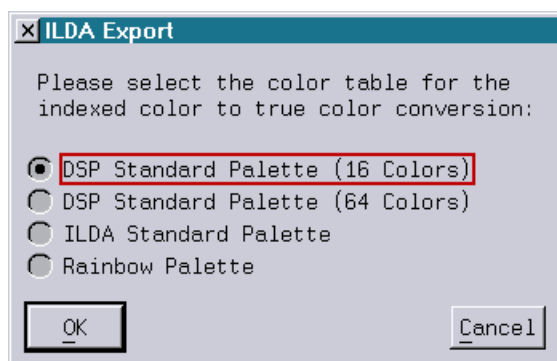 ILDA Export
Please select the color table for the
indexed color to true color conversion:
DSP Standard Palette (16 Colors)
DSP Standard Palette (64 Colors)
ILDA Standard Palette
Rainbow Palette
OK
Cancel